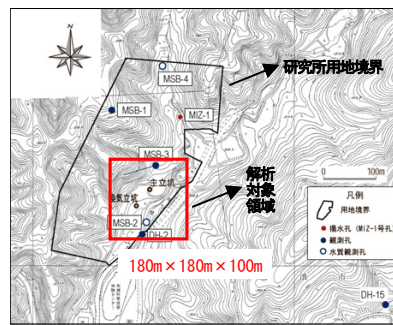 MSB-4
研究所用地境界
MSB-1
MIZ-1
MSB-3
主立坑
換気立坑
MSB-2
DH-2
解析
対象
領域
0 100m
凡例
用地境界
揚水孔(MIZ-1号孔)
観測孔
水質観測孔
180m×180m×100m
DH-15